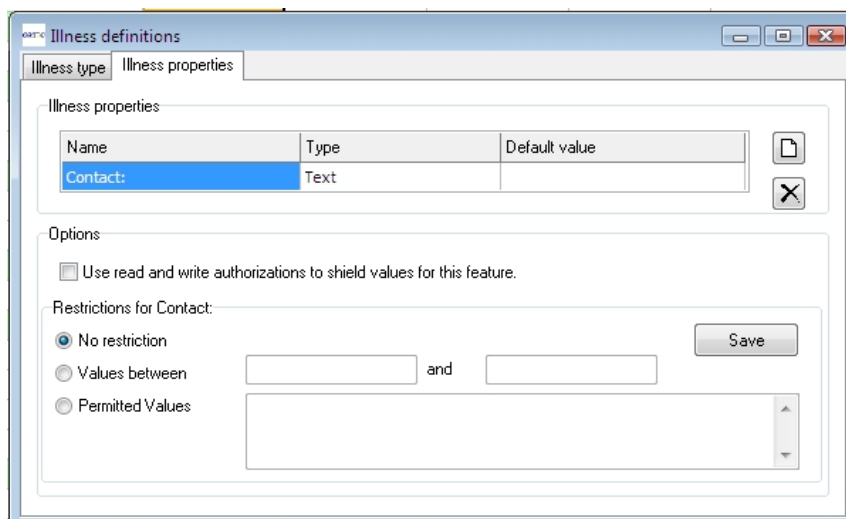 Illness definitions
Illness type Illness properties
Illness properties
Name Type Default value
Contact: Text
Options
Use read and write authorizations to shield values for this feature.
Restrictions for Contact:
No restriction Save
Values between and
Permitted Values